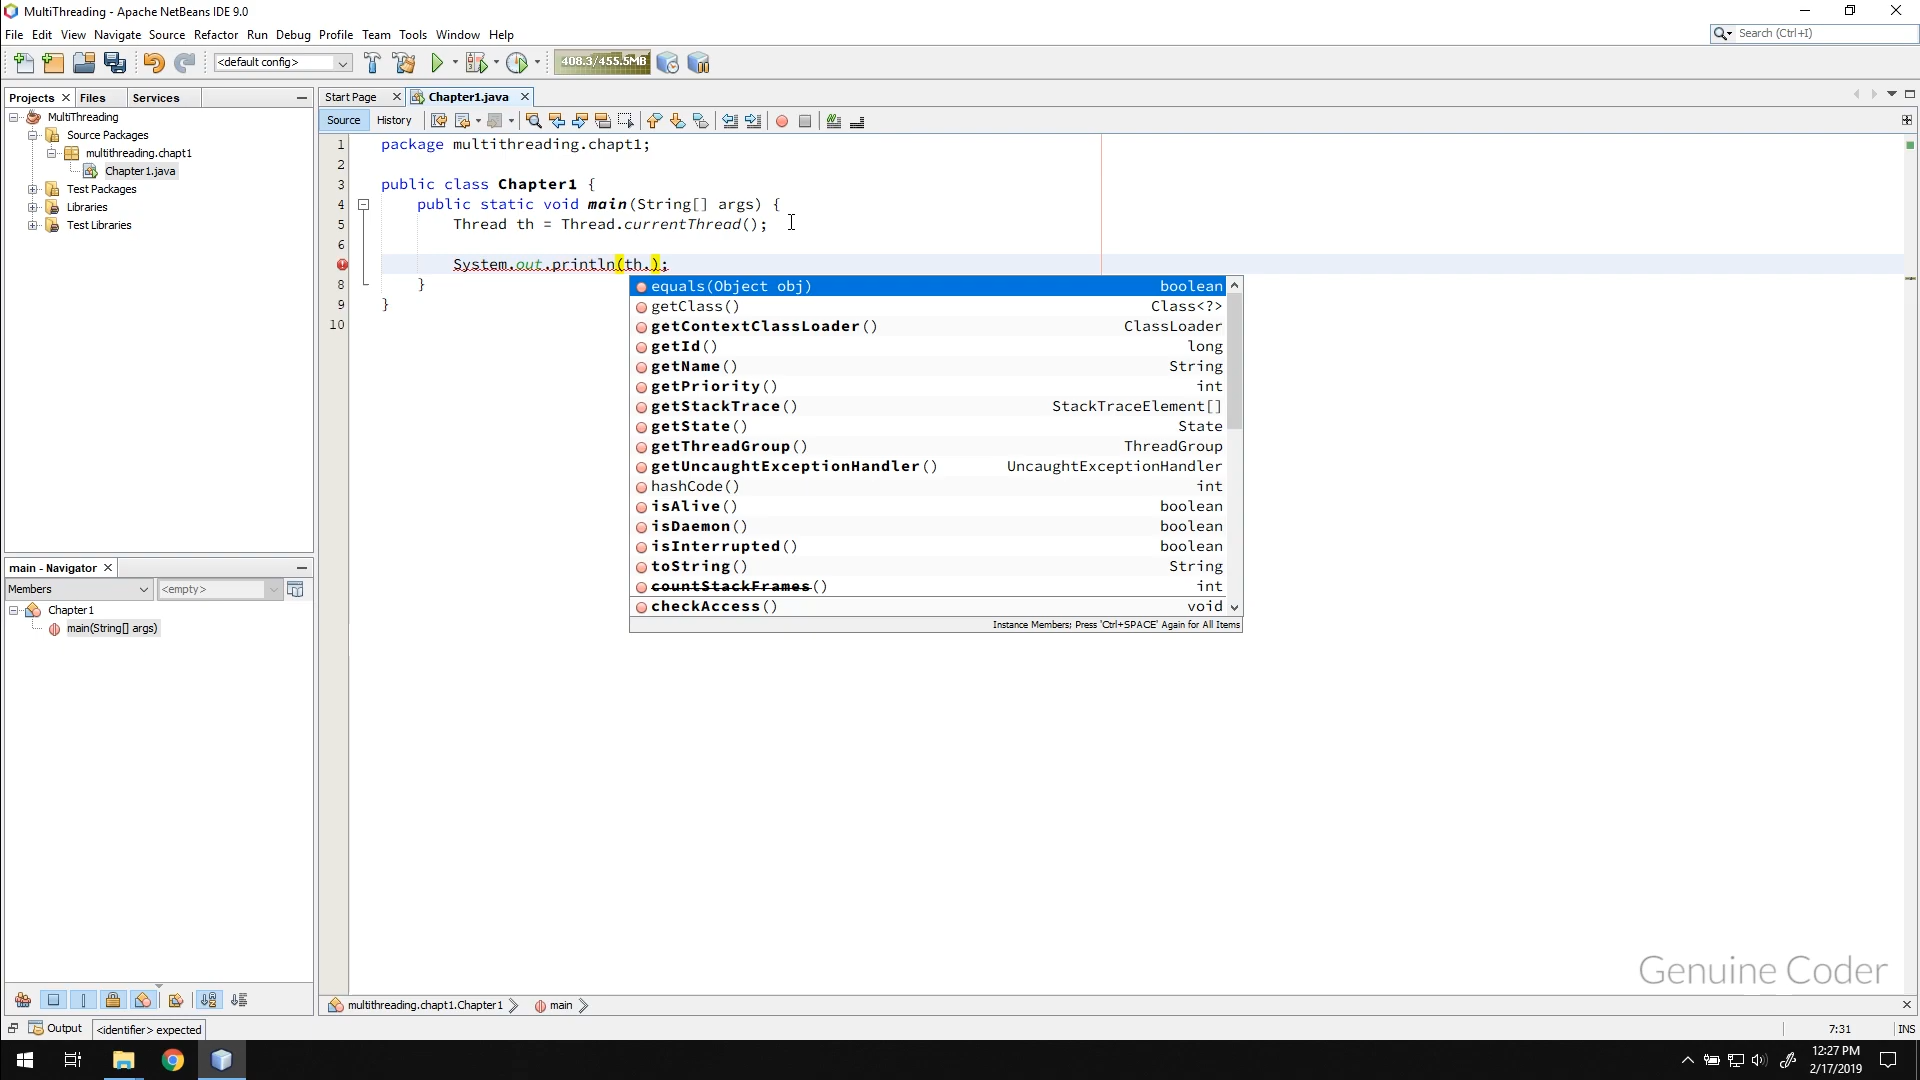 MultiThreading - Apache NetBeans IDE 9.0
File Edit View Navigate Source Refactor Run Debug Profile Team Tools Window Help
Search (Ctrl+I)
<default config>
408.3/455.5MB
Projects Files Services
MultiThreading
Source Packages
multithreading.chapt1
Chapter1.java
Test Packages
Libraries
Test Libraries
Start Page Chapter1.java
Source History
1 package multithreading.chapt1;
2
3 public class Chapter1 {
4 public static void main(String[] args) {
5 Thread th = Thread.currentThread();
6
System.out.println(th.);
8 }
9 }
10
equals(Object obj) boolean
getClass() Class<?>
getContextClassLoader() ClassLoader
getId() long
getName() String
getPriority() int
getStackTrace() StackTraceElement[]
getState() State
getThreadGroup() ThreadGroup
getUncaughtExceptionHandler() UncaughtExceptionHandler
hashCode() int
isAlive() boolean
isDaemon() boolean
isInterrupted() boolean
toString() String
countStackFrames() int
checkAccess() void
Instance Members; Press 'Ctrl+SPACE' Again for All Items
main - Navigator
Members <empty>
Chapter1
main(String[] args)
Genuine Coder
multithreading.chapt1.Chapter1 main
Output <identifier> expected
7:31 INS
12:27 PM
2/17/2019